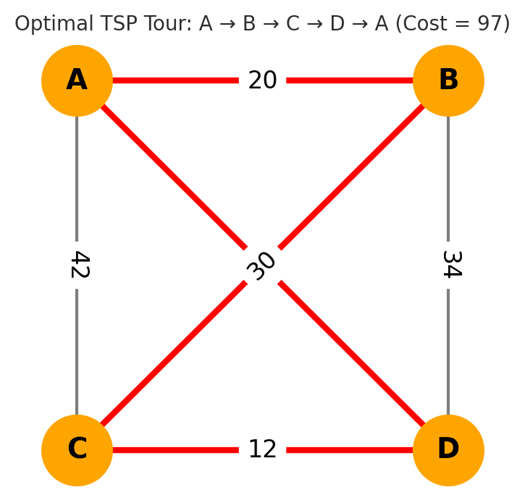 Optimal TSP Tour: A → B → C → D → A (Cost = 97)
A 20 B
42 30 34
C 12 D